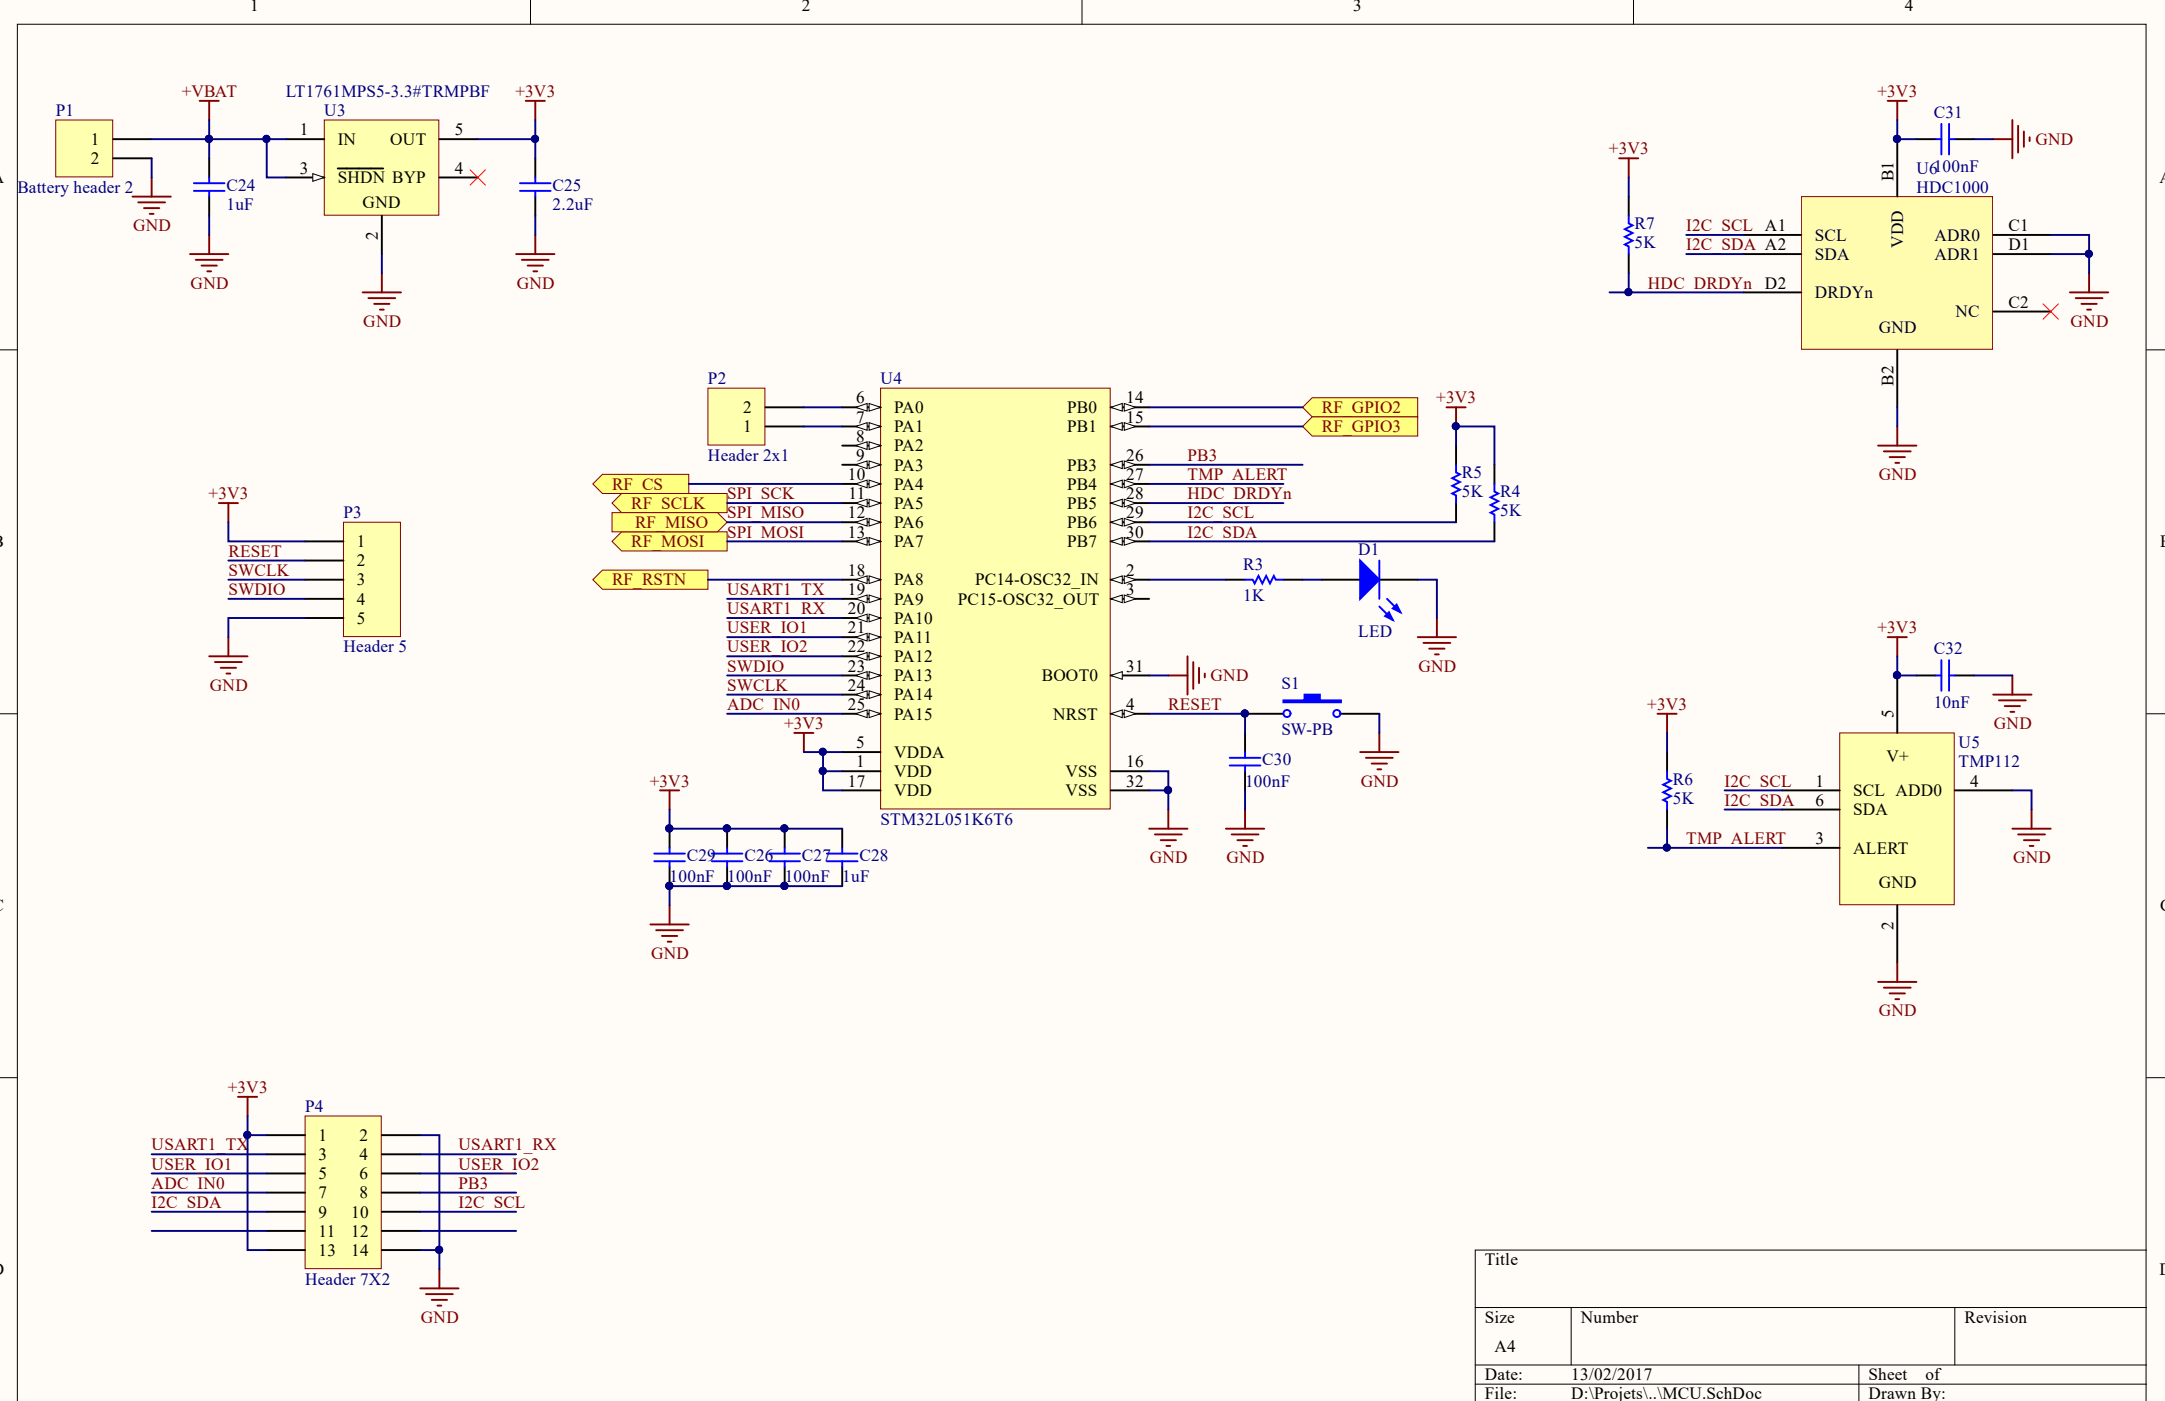 1 2 3 4
+VBAT
LT1761MPS5-3.3#TRMPBF
+3V3
P1
U3
1
2
Battery header 2
GND
1 IN OUT 5
3 SHDN BYP 4
GND
2
C24
1uF
C25
2.2uF
GND
GND
GND
+3V3
C31
100nF
GND
+3V3
B1
U6
HDC1000
R7
5K
I2C_SCL A1 SCL
I2C_SDA A2 SDA
HDC_DRDYn D2 DRDYn
VDD
ADR0 C1
ADR1 D1
NC C2
GND
GND
B2
GND
A
P2
2
1
Header 2x1
U4
6 PA0
7 PA1
8 PA2
9 PA3
RF_CS 10 PA4
RF_SCLK SPI_SCK 11 PA5
RF_MISO SPI_MISO 12 PA6
RF_MOSI SPI_MOSI 13 PA7
RF_RSTN 18 PA8
USART1_TX 19 PA9
USART1_RX 20 PA10
USER_IO1 21 PA11
USER_IO2 22 PA12
SWDIO 23 PA13
SWCLK 24 PA14
ADC_IN0 25 PA15
+3V3
5 VDDA
1 VDD
17 VDD
STM32L051K6T6
PB0 14 RF_GPIO2
PB1 15 RF_GPIO3
PB3 26 PB3
PB4 27 TMP_ALERT
PB5 28 HDC_DRDYn
PB6 29 I2C_SCL
PB7 30 I2C_SDA
+3V3
R5
5K
R4
5K
PC14-OSC32_IN 2
PC15-OSC32_OUT 3
R3
1K
D1
LED
GND
BOOT0 31 GND
NRST 4 RESET
S1
SW-PB
GND
C30
100nF
GND
VSS 16
VSS 32
GND
+3V3
C29
100nF
C26
100nF
C27
100nF
C28
1uF
GND
+3V3
P3
1
RESET 2
SWCLK 3
SWDIO 4
5
Header 5
GND
+3V3
C32
10nF
GND
+3V3
R6
5K
5
U5
TMP112
V+
I2C_SCL 1 SCL ADD0 4
I2C_SDA 6 SDA
TMP_ALERT 3 ALERT
GND
2
GND
GND
+3V3
P4
1 2
USART1_TX 3 4 USART1_RX
USER_IO1 5 6 USER_IO2
ADC_IN0 7 8 PB3
I2C_SDA 9 10 I2C_SCL
11 12
13 14
Header 7X2
GND
Title
Size Number Revision
A4
Date: 13/02/2017 Sheet of
File: D:\Projets\..\MCU.SchDoc Drawn By: